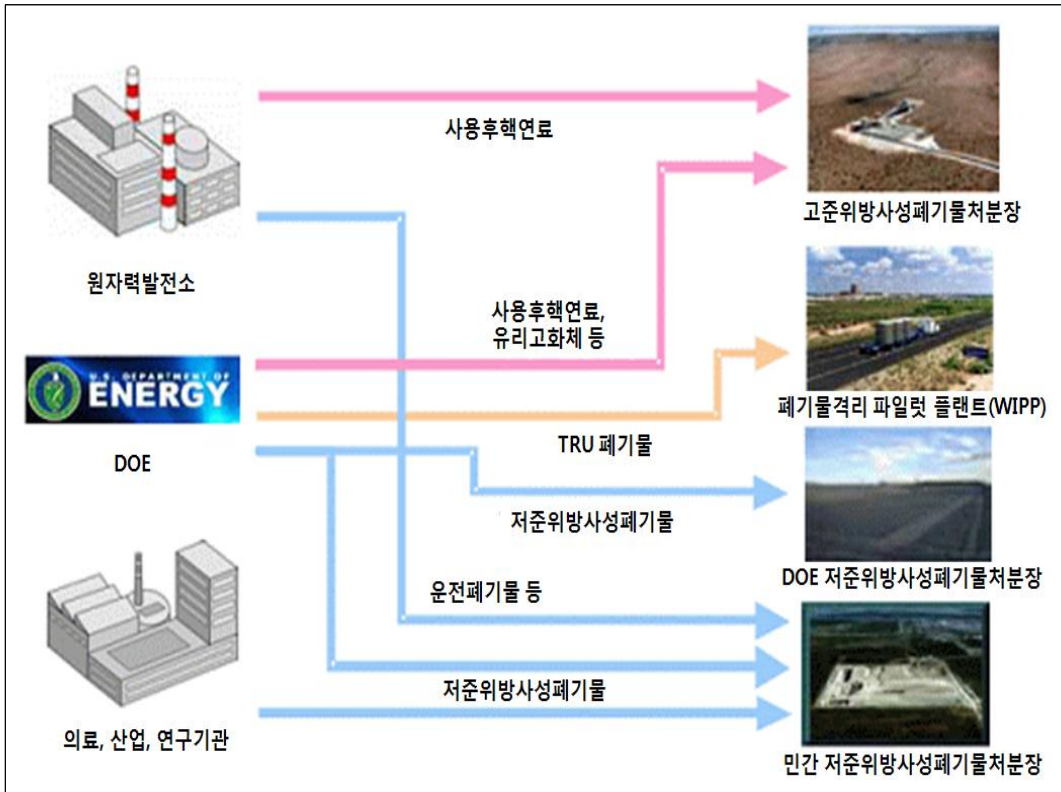 사용후핵연료
고준위방사성폐기물처분장
원자력발전소
사용후핵연료,
유리고화체 등
U.S. DEPARTMENT OF
ENERGY
폐기물격리 파일럿 플랜트(WIPP)
DOE
TRU 폐기물
저준위방사성폐기물
DOE 저준위방사성폐기물처분장
운전폐기물 등
저준위방사성폐기물
의료, 산업, 연구기관
민간 저준위방사성폐기물처분장